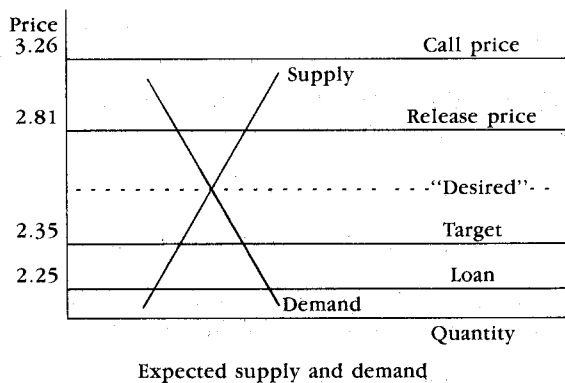 Price
3.26
Call price
Supply
2.81
Release price
"Desired"
2.35
Target
2.25
Loan
Demand
Quantity
Expected supply and demand